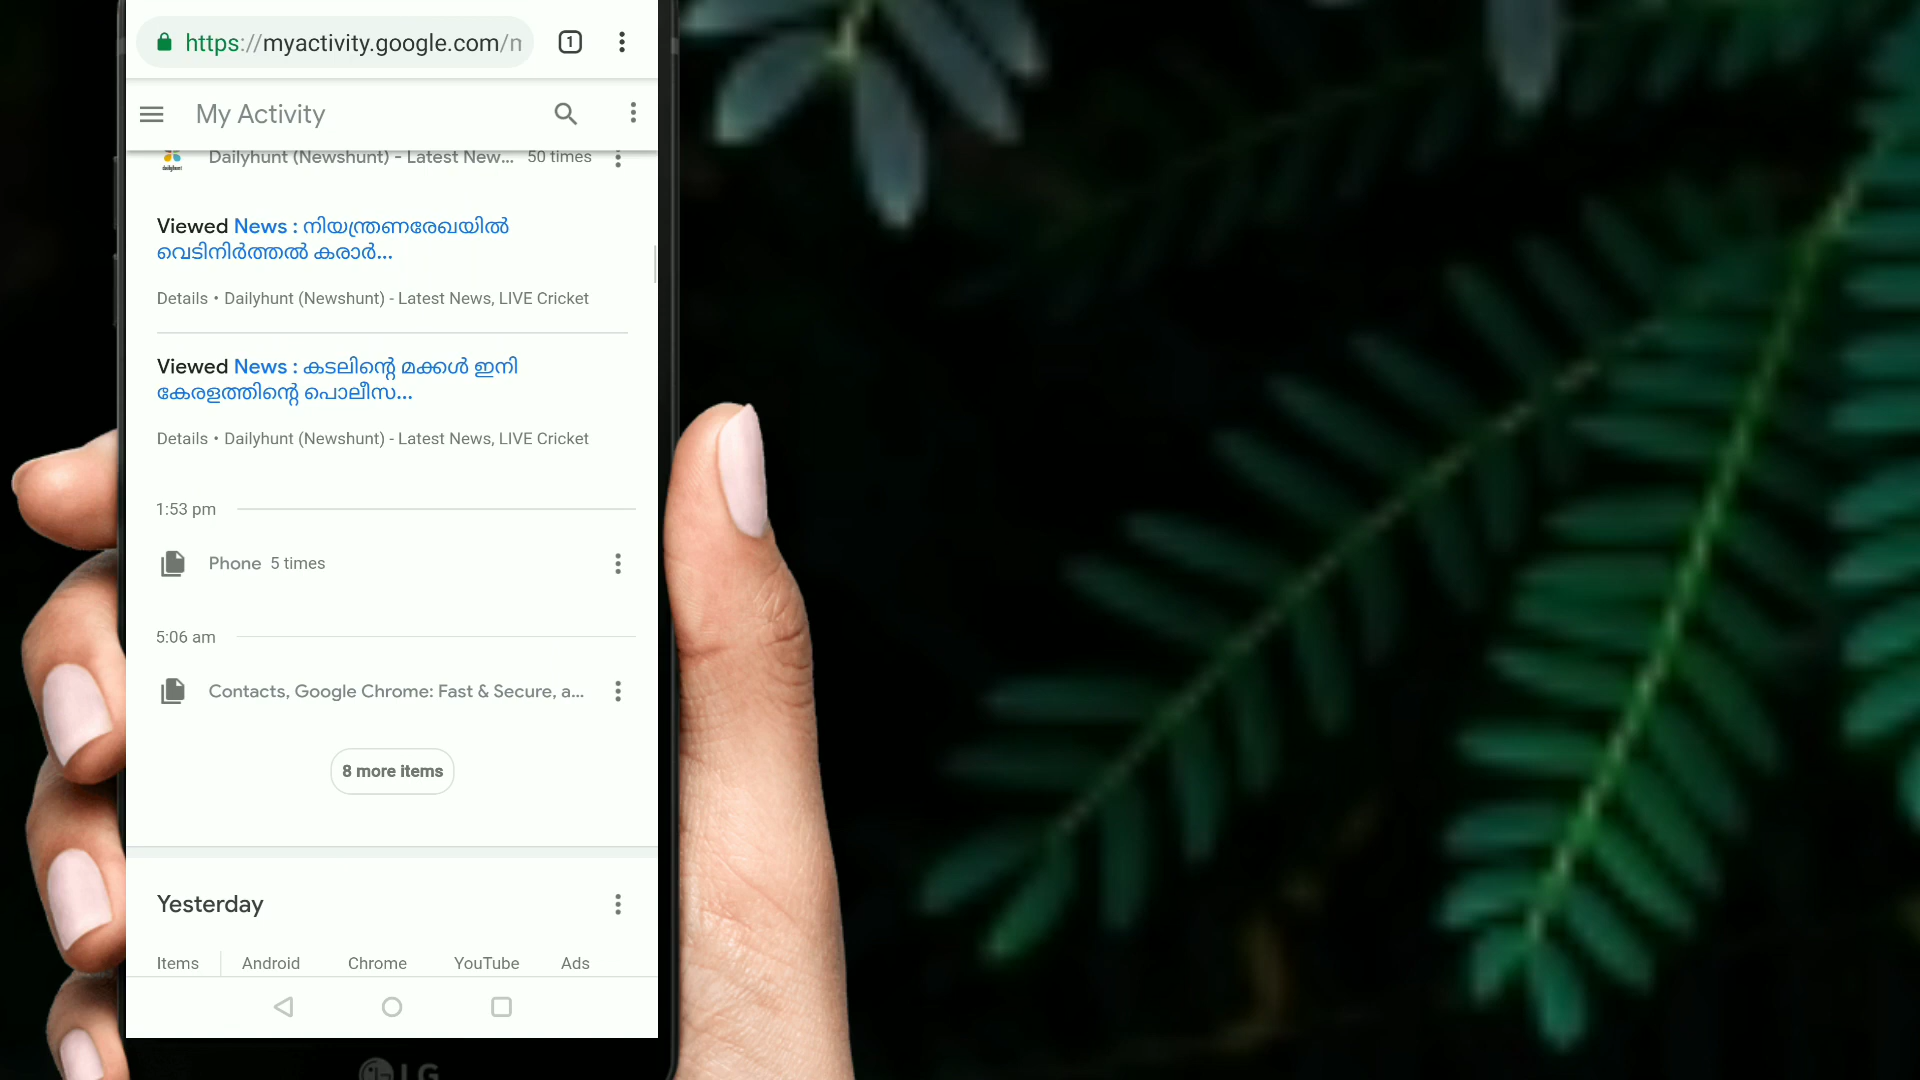 https://myactivity.google.com/n
1
My Activity
Dailyhunt (Newshunt) - Latest New... 50 times
dailyhunt
Viewed News : നിയന്ത്രണരേഖയിൽ
വെടിനിർത്തൽ കരാർ...
Details • Dailyhunt (Newshunt) - Latest News, LIVE Cricket
Viewed News : കടലിന്റെ മക്കൾ ഇനി
കേരളത്തിന്റെ പൊലീസ...
Details • Dailyhunt (Newshunt) - Latest News, LIVE Cricket
1:53 pm
Phone 5 times
5:06 am
Contacts, Google Chrome: Fast & Secure, a...
8 more items
Yesterday
Items Android Chrome YouTube Ads
LG